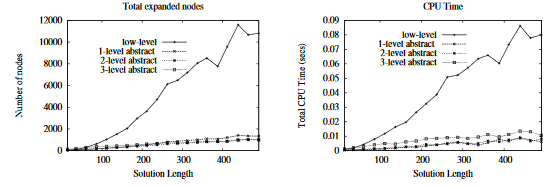 Total expanded nodes
12000
10000
8000
6000
4000
2000
0
Number of nodes
low-level
1-level abstract
2-level abstract
3-level abstract
100 200 300 400
Solution Length
CPU Time
0.09
0.08
0.07
0.06
0.05
0.04
0.03
0.02
0.01
0
Total CPU Time (secs)
low-level
1-level abstract
2-level abstract
3-level abstract
100 200 300 400
Solution Length